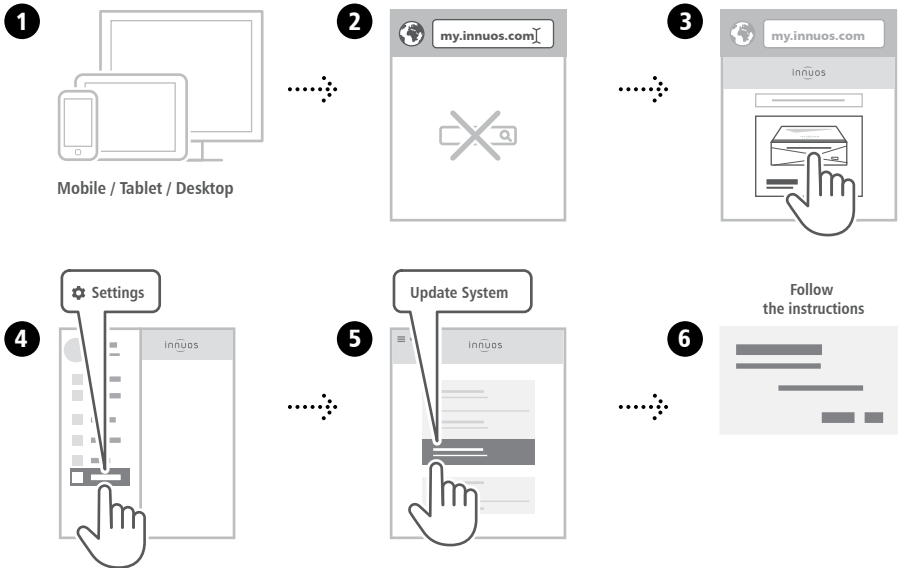 1
2
3
my.innuos.com
my.innuos.com
innuos
Mobile / Tablet / Desktop
Settings
Update System
Follow
the instructions
4
5
6
innuos
innuos